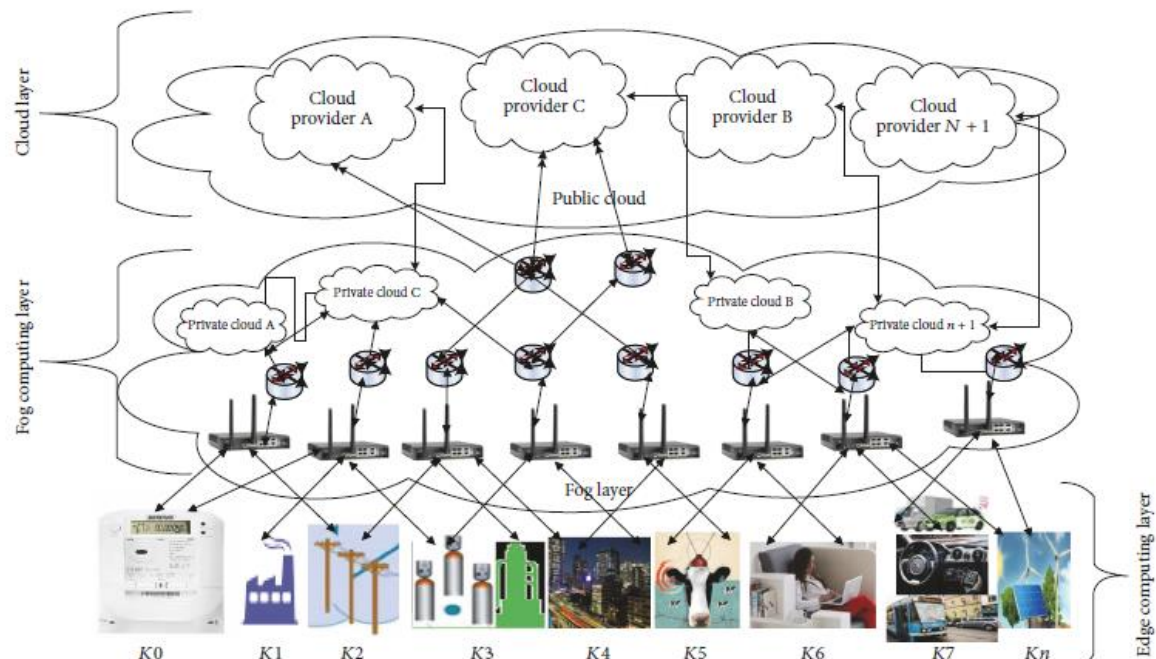 Cloud layer
Cloud
provider A
Cloud
provider C
Cloud
provider B
Cloud
provider N + 1
Public cloud
Fog computing layer
Private cloud A
Private cloud C
Private cloud B
Private cloud n + 1
Fog layer
Edge computing layer
K0
K1
K2
K3
K4
K5
K6
K7
Kn